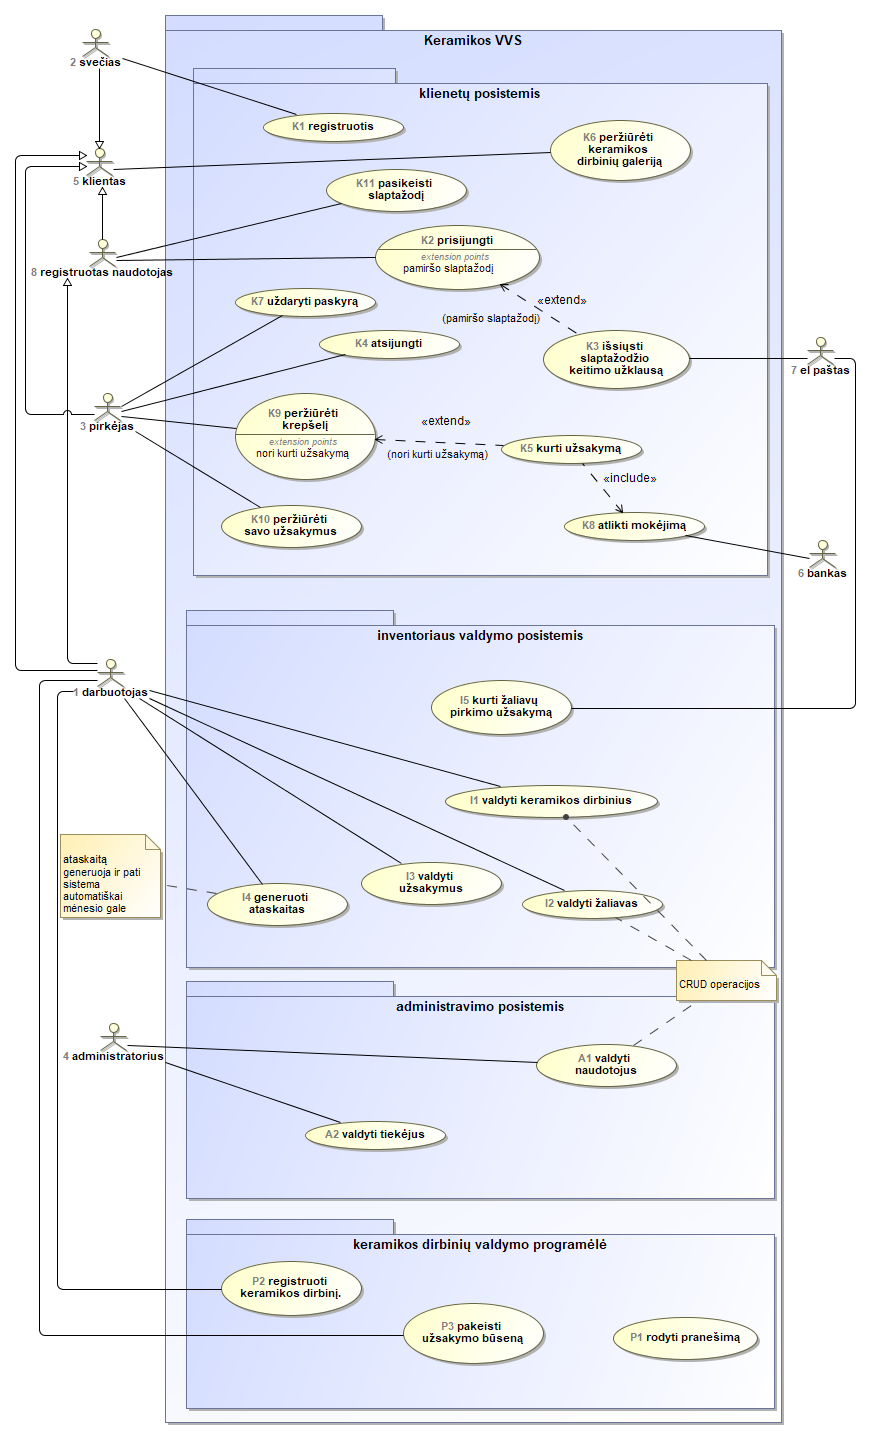 Keramikos VVS
2 svečias
klienetų posistemis
K1 registruotis
K6 peržiūrėti
keramikos
dirbinių galeriją
5 klientas
K11 pasikeisti
slaptažodį
K2 prisijungti
extension points
pamiršo slaptažodį
8 registruotas naudotojas
K7 uždaryti paskyrą
«extend»
(pamiršo slaptažodį)
K4 atsijungti
K3 išsiųsti
slaptažodžio
keitimo užklausą
7 el paštas
K9 peržiūrėti
krepšelį
extension points
nori kurti užsakymą
3 pirkėjas
«extend»
(nori kurti užsakymą)
K5 kurti užsakymą
«include»
K10 peržiūrėti
savo užsakymus
K8 atlikti mokėjimą
6 bankas
inventoriaus valdymo posistemis
1 darbuotojas
I5 kurti žaliavų
pirkimo užsakymą
I1 valdyti keramikos dirbinius
ataskaitą
generuoja ir pati
sistema
automatiškai
mėnesio gale
I3 valdyti
užsakymus
I4 generuoti
ataskaitas
I2 valdyti žaliavas
CRUD operacijos
administravimo posistemis
4 administratorius
A1 valdyti
naudotojus
A2 valdyti tiekėjus
keramikos dirbinių valdymo programėlė
P2 registruoti
keramikos dirbinį.
P3 pakeisti
užsakymo būseną
P1 rodyti pranešimą